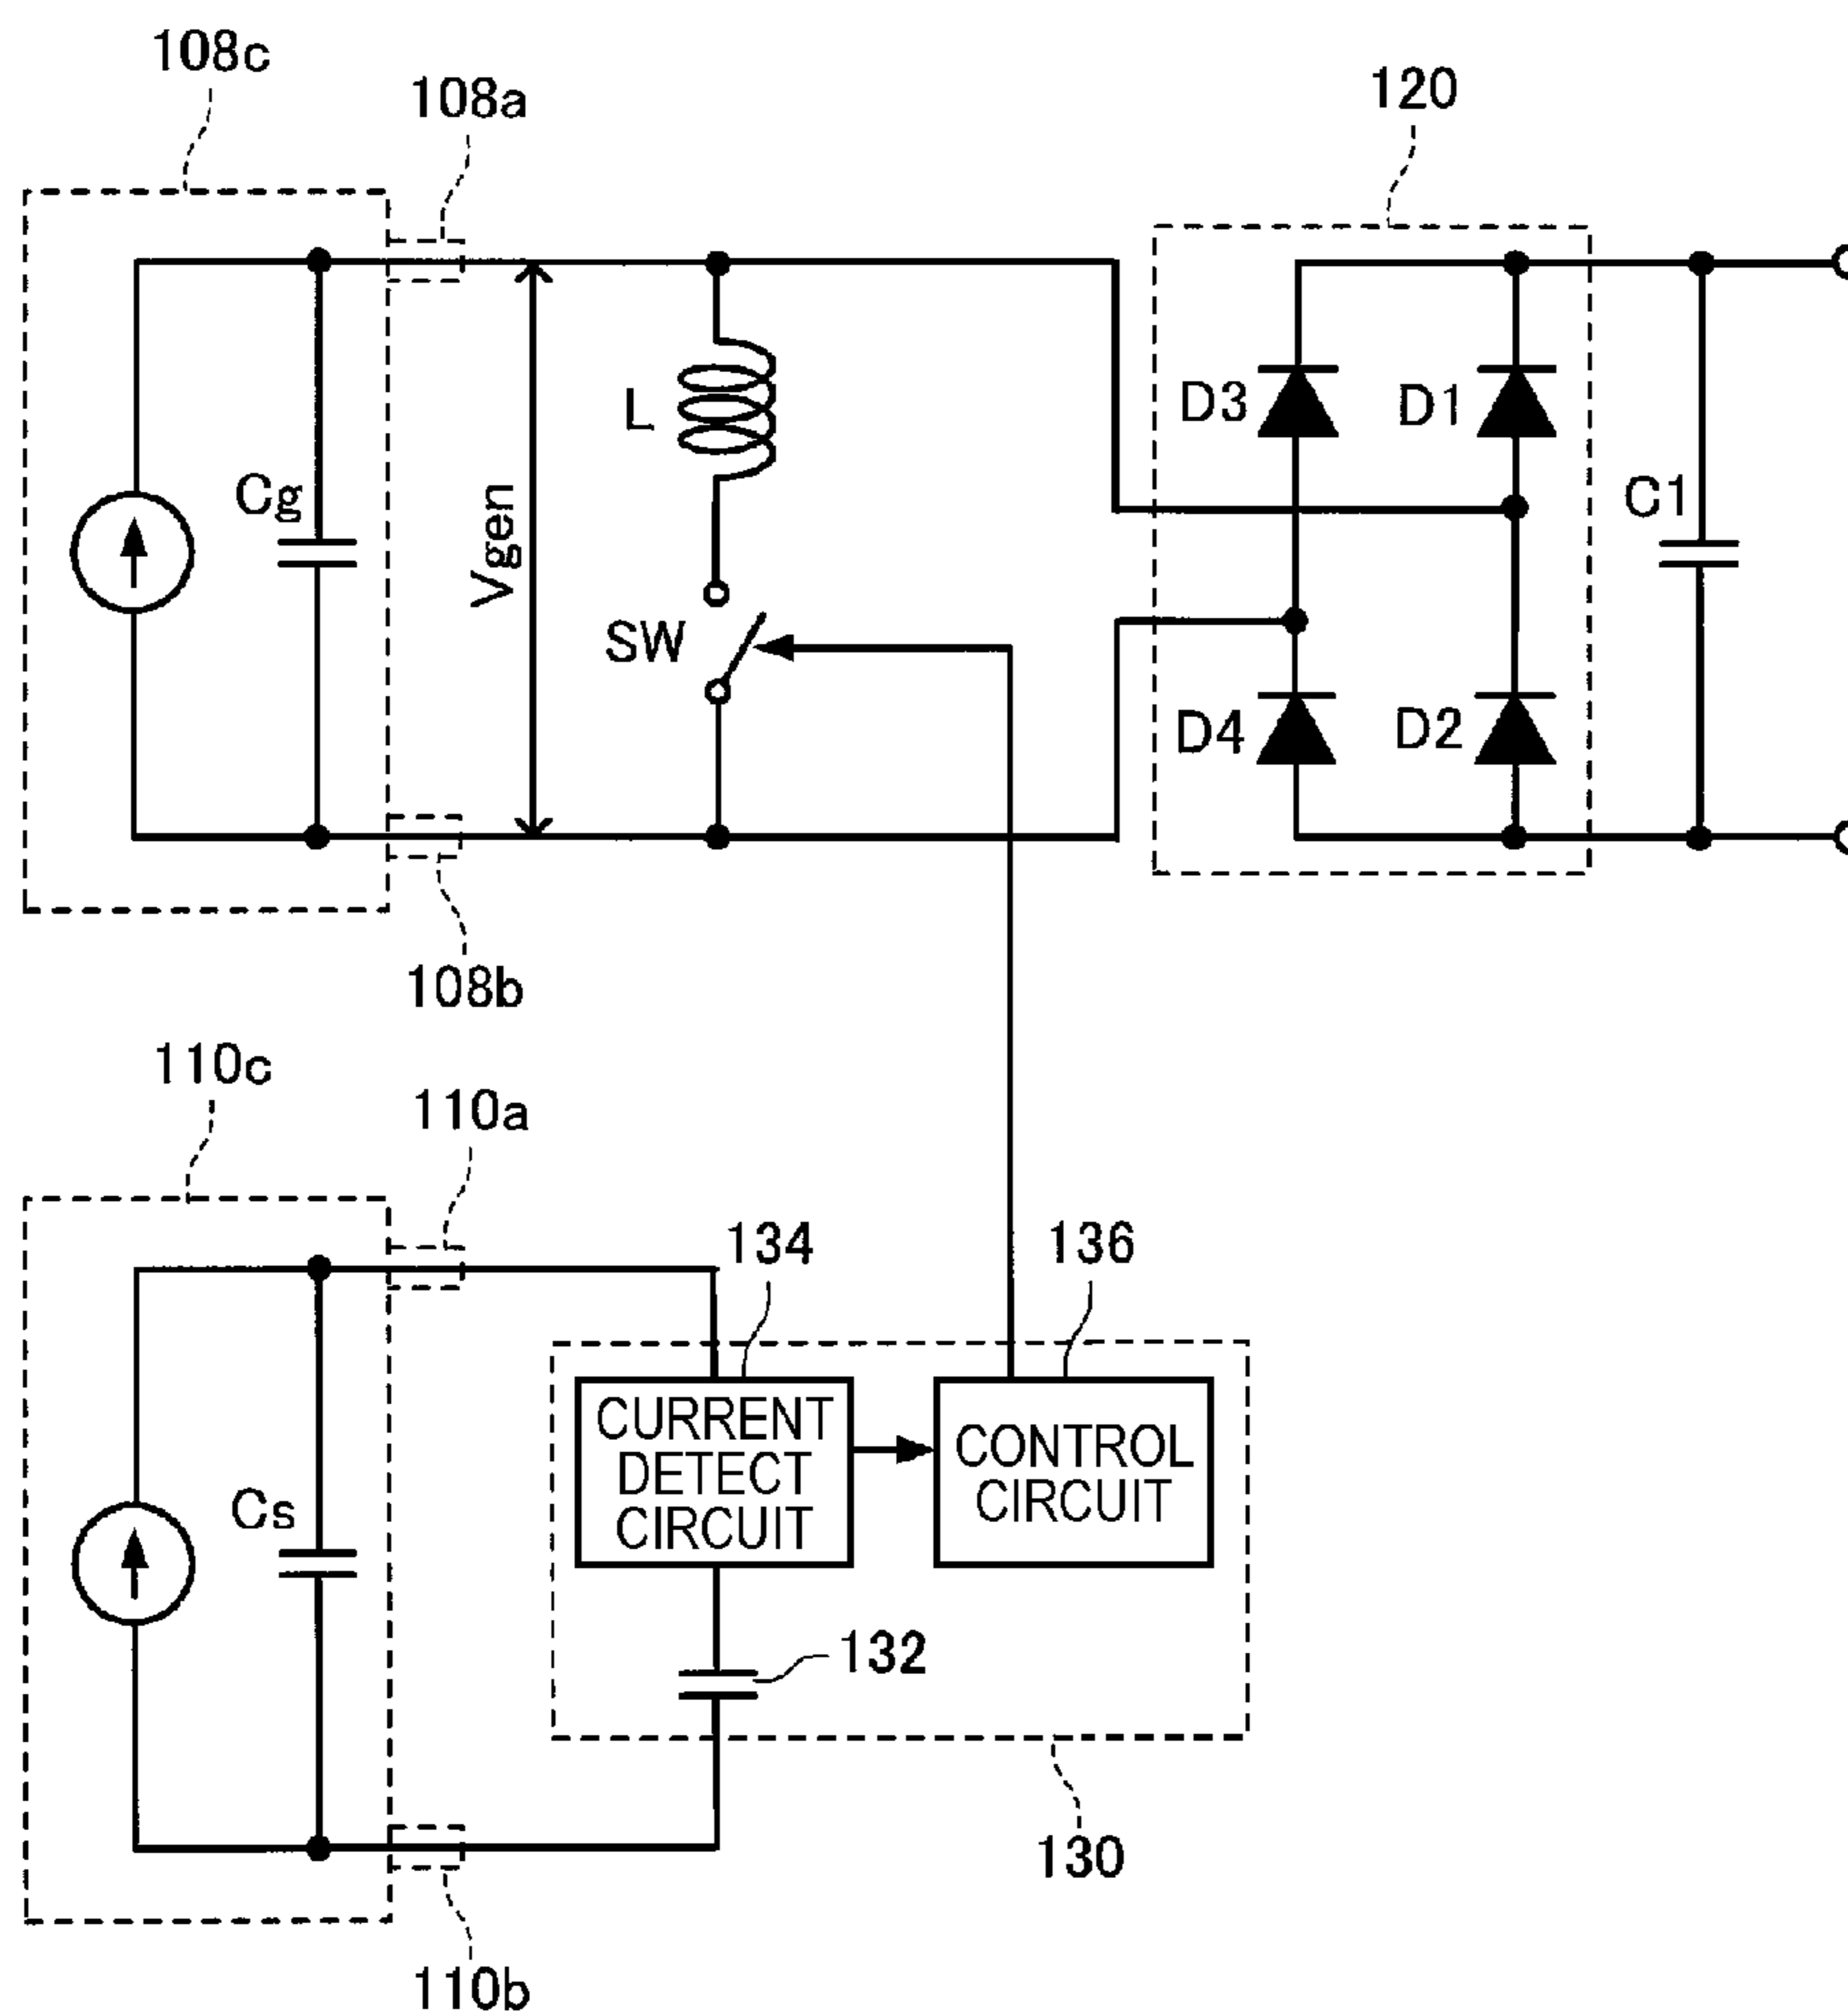 108c
108a
120
D3
D1
L
Cg
Vgen
C1
SW
D4
D2
108b
110c
110a
134
136
CURRENT
DETECT
CIRCUIT
CONTROL
CIRCUIT
Cs
132
130
110b